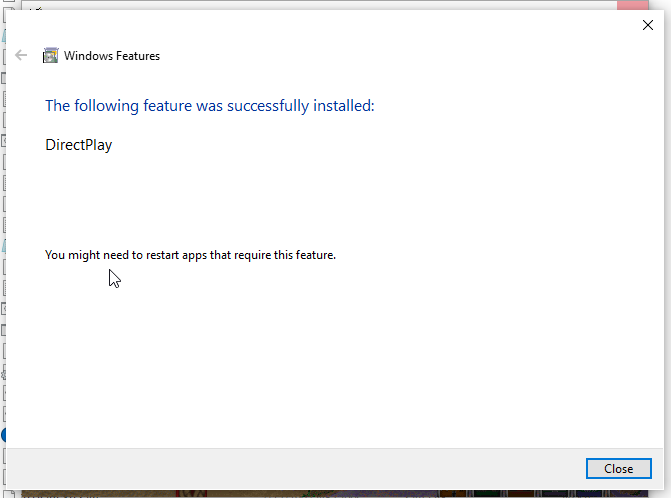 Windows Features
The following feature was successfully installed:
DirectPlay
You might need to restart apps that require this feature.
Close